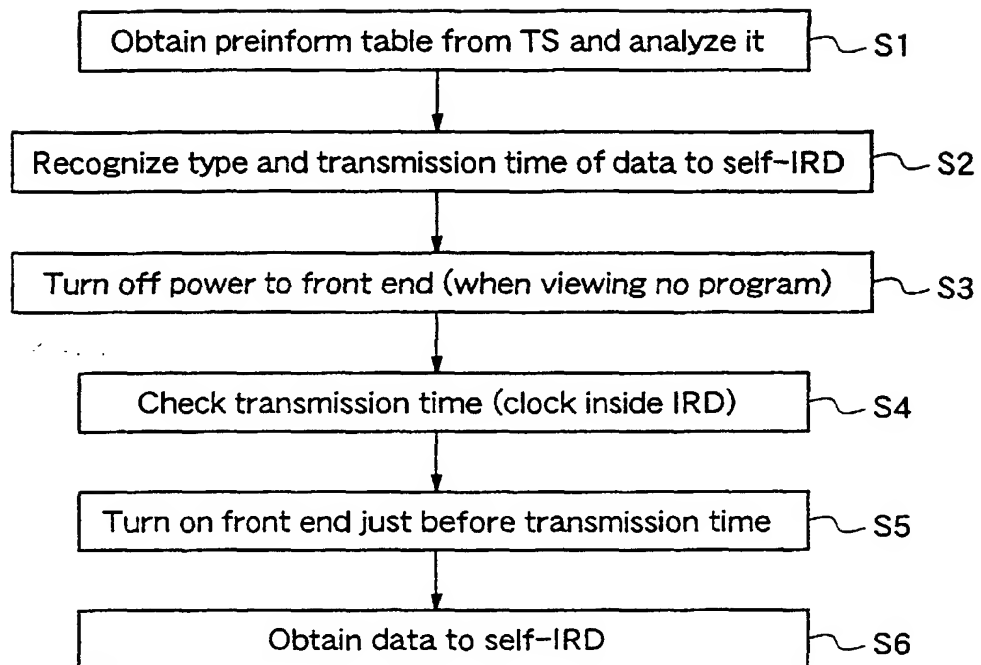 Obtain preinform table from TS and analyze it S1
Recognize type and transmission time of data to self-IRD S2
Turn off power to front end (when viewing no program) S3
Check transmission time (clock inside IRD) S4
Turn on front end just before transmission time S5
Obtain data to self-IRD S6